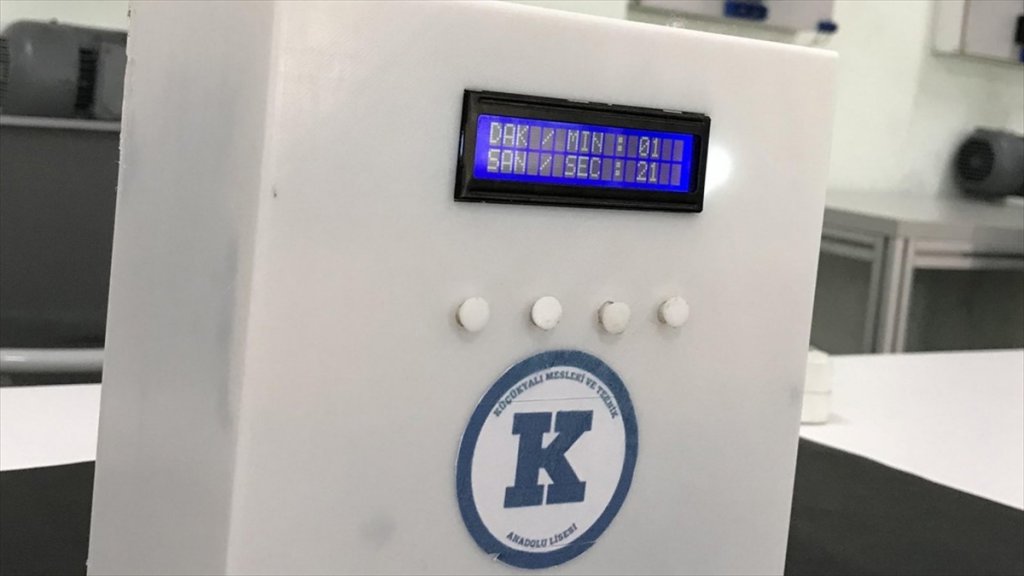 DAK / MIN : 01
SAN / SEC : 21
KÜÇÜKYALI MESLEKİ VE TEKNİK
K
ANADOLU LİSESİ